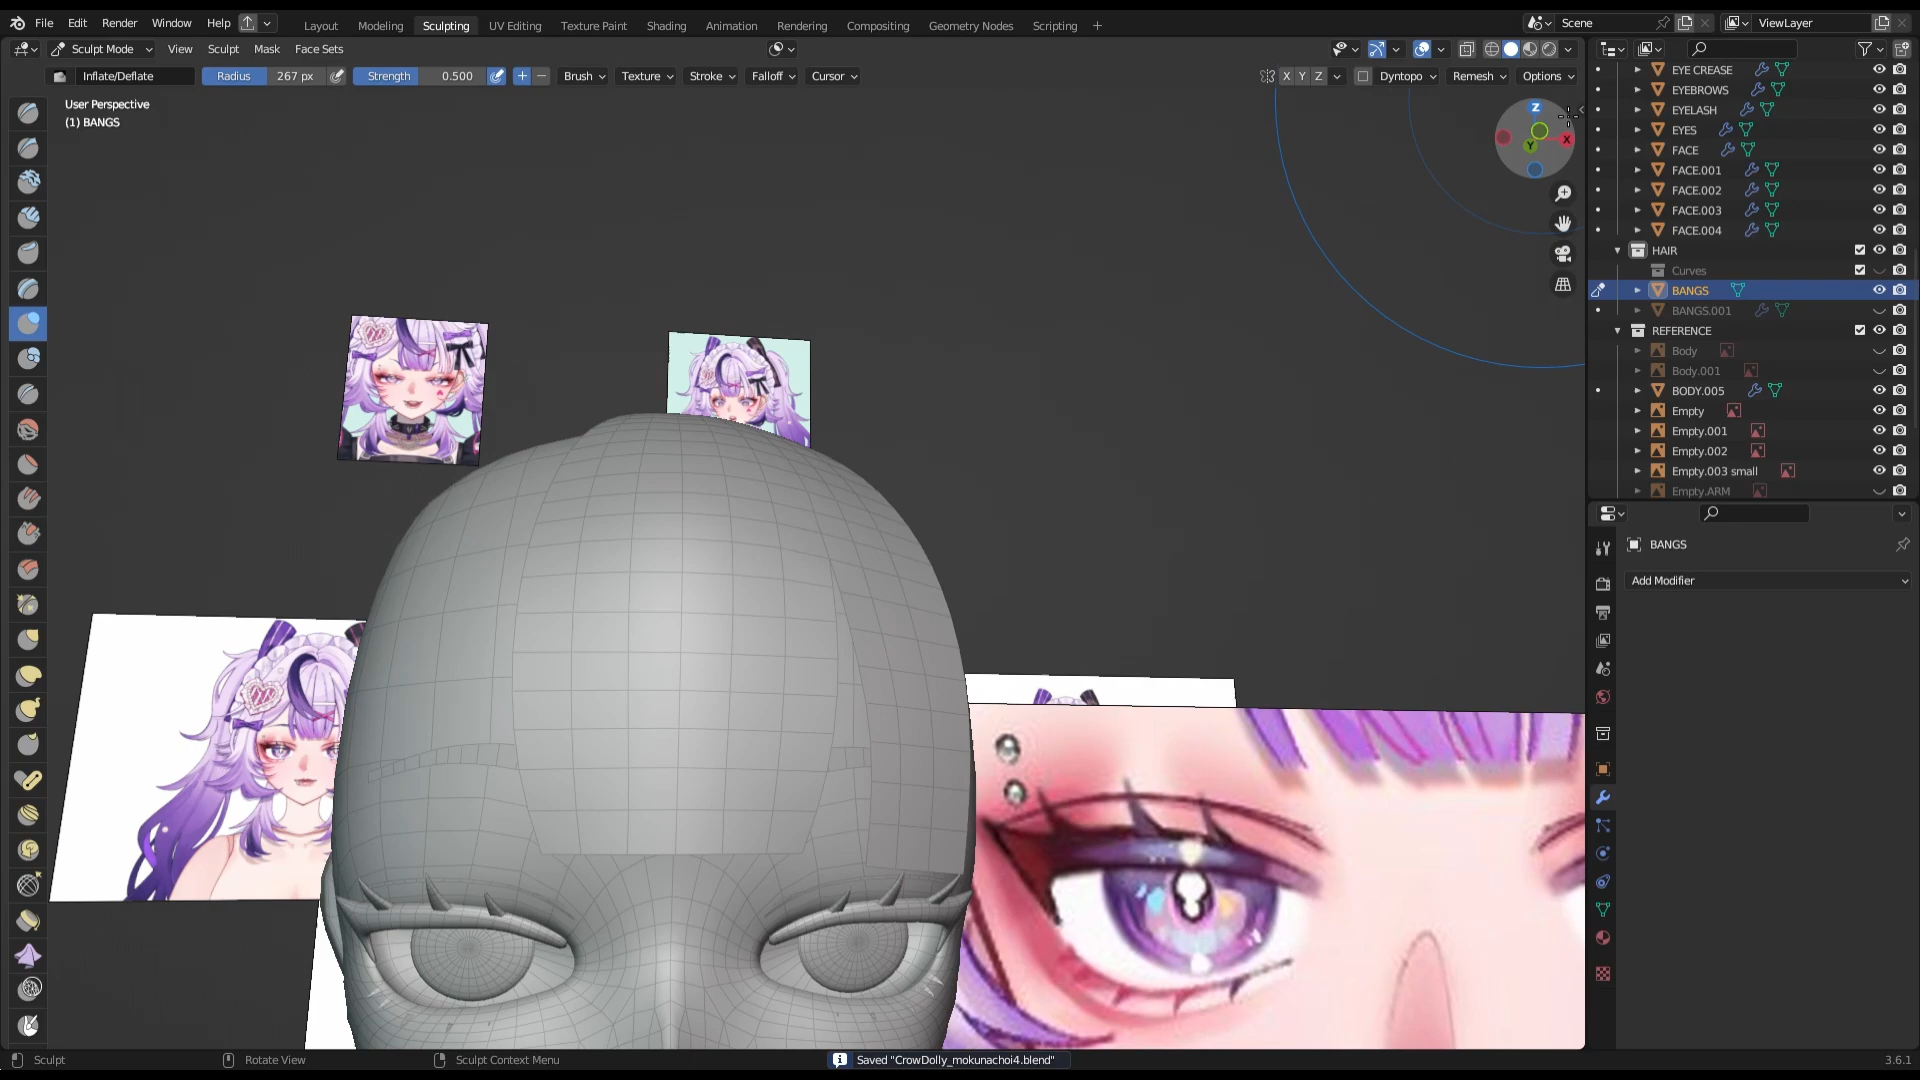 File Edit Render Window Help
Layout Modeling Sculpting UV Editing Texture Paint Shading Animation Rendering Compositing Geometry Nodes Scripting +
Scene
ViewLayer
Sculpt Mode View Sculpt Mask Face Sets
Inflate/Deflate Radius 267 px Strength 0.500 + − Brush Texture Stroke Falloff Cursor
X Y Z Dyntopo Remesh Options
User Perspective
(1) BANGS
Z
X
Y
EYE CREASE
EYEBROWS
EYELASH
EYES
FACE
FACE.001
FACE.002
FACE.003
FACE.004
HAIR
Curves
BANGS
BANGS.001
REFERENCE
Body
Body.001
BODY.005
Empty
Empty.001
Empty.002
Empty.003 small
Empty.ARM
BANGS
Add Modifier
Sculpt Rotate View Sculpt Context Menu Saved "CrowDolly_mokunachoi4.blend" 3.6.1